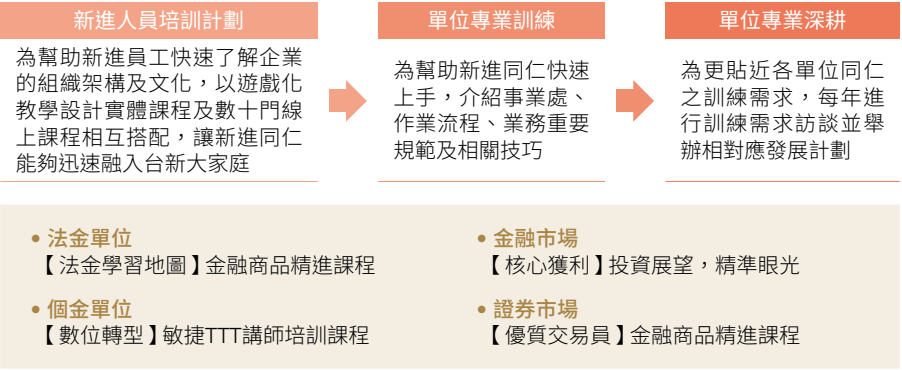 新進人員培訓計劃
為幫助新進員工快速了解企業
的組織架構及文化，以遊戲化
教學設計實體課程及數十門線
上課程相互搭配，讓新進同仁
能夠迅速融入台新大家庭
單位專業訓練
為幫助新進同仁快速
上手，介紹事業處、
作業流程、業務重要
規範及相關技巧
單位專業深耕
為更貼近各單位同仁
之訓練需求，每年進
行訓練需求訪談並舉
辦相對應發展計劃
• 法金單位
【法金學習地圖】金融商品精進課程
• 個金單位
【數位轉型】敏捷TTT講師培訓課程
• 金融市場
【核心獲利】投資展望，精準眼光
• 證券市場
【優質交易員】金融商品精進課程